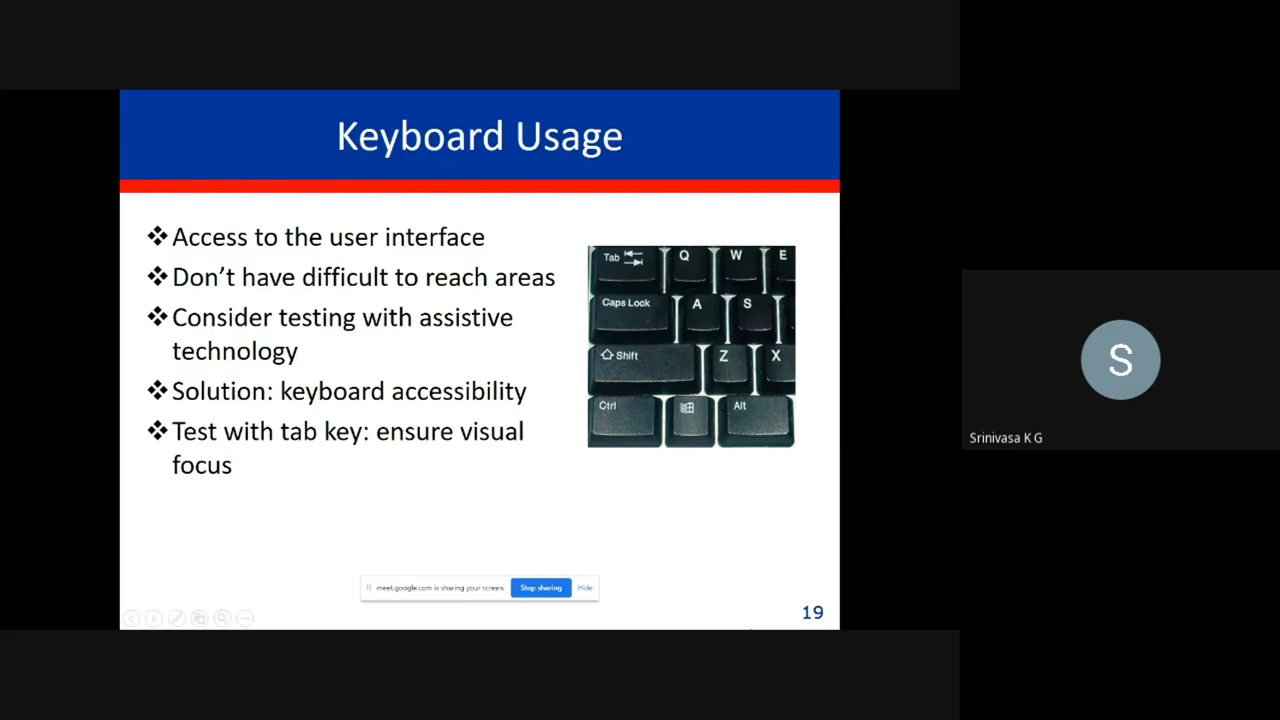 Keyboard Usage
❖Access to the user interface
❖Don't have difficult to reach areas
❖Consider testing with assistive
technology
❖Solution: keyboard accessibility
❖Test with tab key: ensure visual
focus
Tab Q W E
Caps Lock A S
Shift Z X
Ctrl Alt
meet.google.com is sharing your screen. Stop sharing Hide
19
S
Srinivasa K G